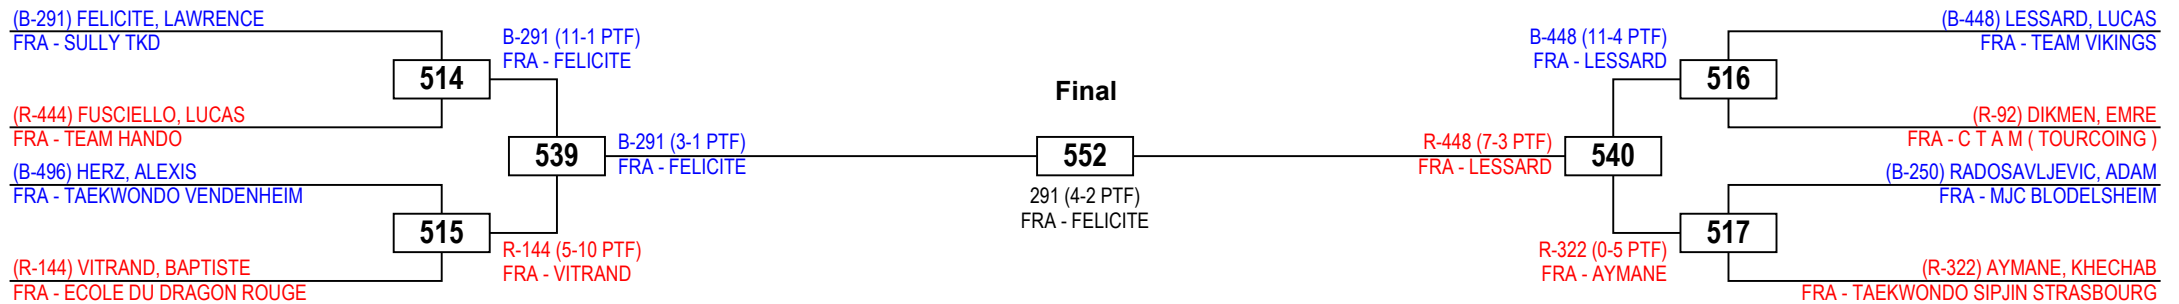 (B-291) FELICITE, LAWRENCE
FRA - SULLY TKD
(R-444) FUSCIELLO, LUCAS
FRA - TEAM HANDO
(B-496) HERZ, ALEXIS
FRA - TAEKWONDO VENDENHEIM
(R-144) VITRAND, BAPTISTE
FRA - ECOLE DU DRAGON ROUGE
514
515
B-291 (11-1 PTF)
FRA - FELICITE
R-144 (5-10 PTF)
FRA - VITRAND
539
B-291 (3-1 PTF)
FRA - FELICITE
Final
552
291 (4-2 PTF)
FRA - FELICITE
R-448 (7-3 PTF)
FRA - LESSARD
540
B-448 (11-4 PTF)
FRA - LESSARD
R-322 (0-5 PTF)
FRA - AYMANE
516
517
(B-448) LESSARD, LUCAS
FRA - TEAM VIKINGS
(R-92) DIKMEN, EMRE
FRA - C T A M ( TOURCOING )
(B-250) RADOSAVLJEVIC, ADAM
FRA - MJC BLODELSHEIM
(R-322) AYMANE, KHECHAB
FRA - TAEKWONDO SIPJIN STRASBOURG